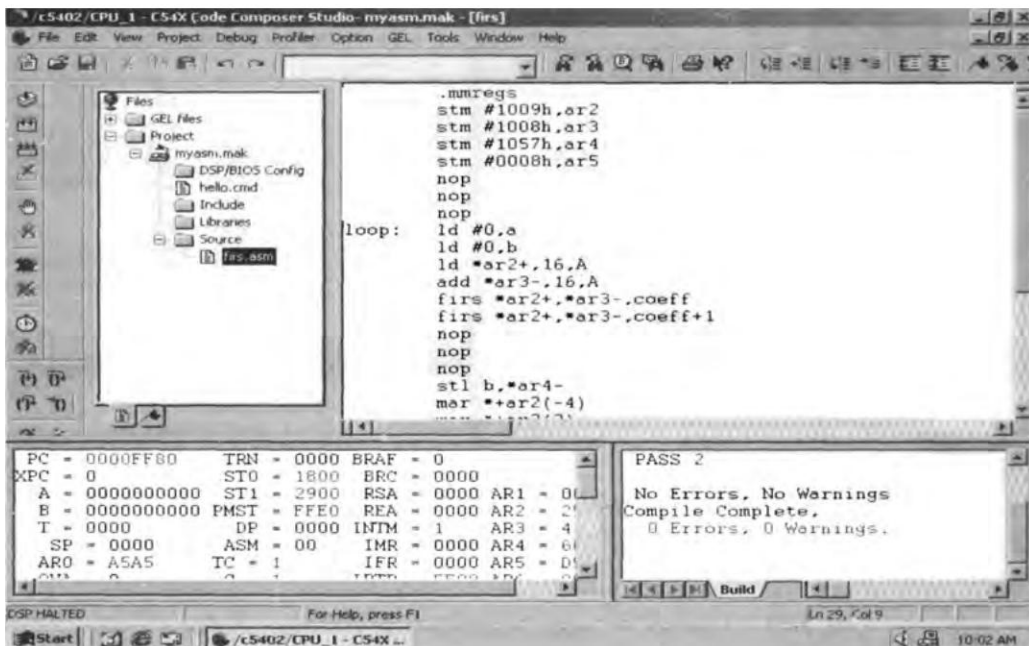 /c5402/CPU_1 - C54X Code Composer Studio- myasm.mak - [firs]
File Edit View Project Debug Profiler Option GEL Tools Window Help
Files
GEL files
Project
myasm.mak
DSP/BIOS Config
hello.cmd
Include
Libraries
Source
firs.asm
.mmregs
stm #1009h,ar2
stm #1008h,ar3
stm #1057h,ar4
stm #0008h,ar5
nop
nop
nop
loop: ld #0,a
ld #0,b
ld *ar2+,16,A
add *ar3-,16,A
firs *ar2+,*ar3-,coeff
firs *ar2+,*ar3-,coeff+1
nop
nop
nop
stl b,*ar4-
mar *+ar2(-4)
PC = 0000FF80 TRN = 0000 BRAF = 0
XPC = 0 ST0 = 1800 BRC = 0000
A = 0000000000 ST1 = 2900 RSA = 0000 AR1 =
B = 0000000000 PMST = FFE0 REA = 0000 AR2 =
T = 0000 DP = 0000 INTM = 1 AR3 = 4
SP = 0000 ASM = 00 IMR = 0000 AR4 = 6
AR0 = A5A5 TC = 1 IFR = 0000 AR5 =
PASS 2
No Errors, No Warnings
Compile Complete,
0 Errors, 0 Warnings.
Build
DSP HALTED For Help, press F1 Ln 29, Col 9
Start /c5402/CPU_1 - C54X ... 10:02 AM